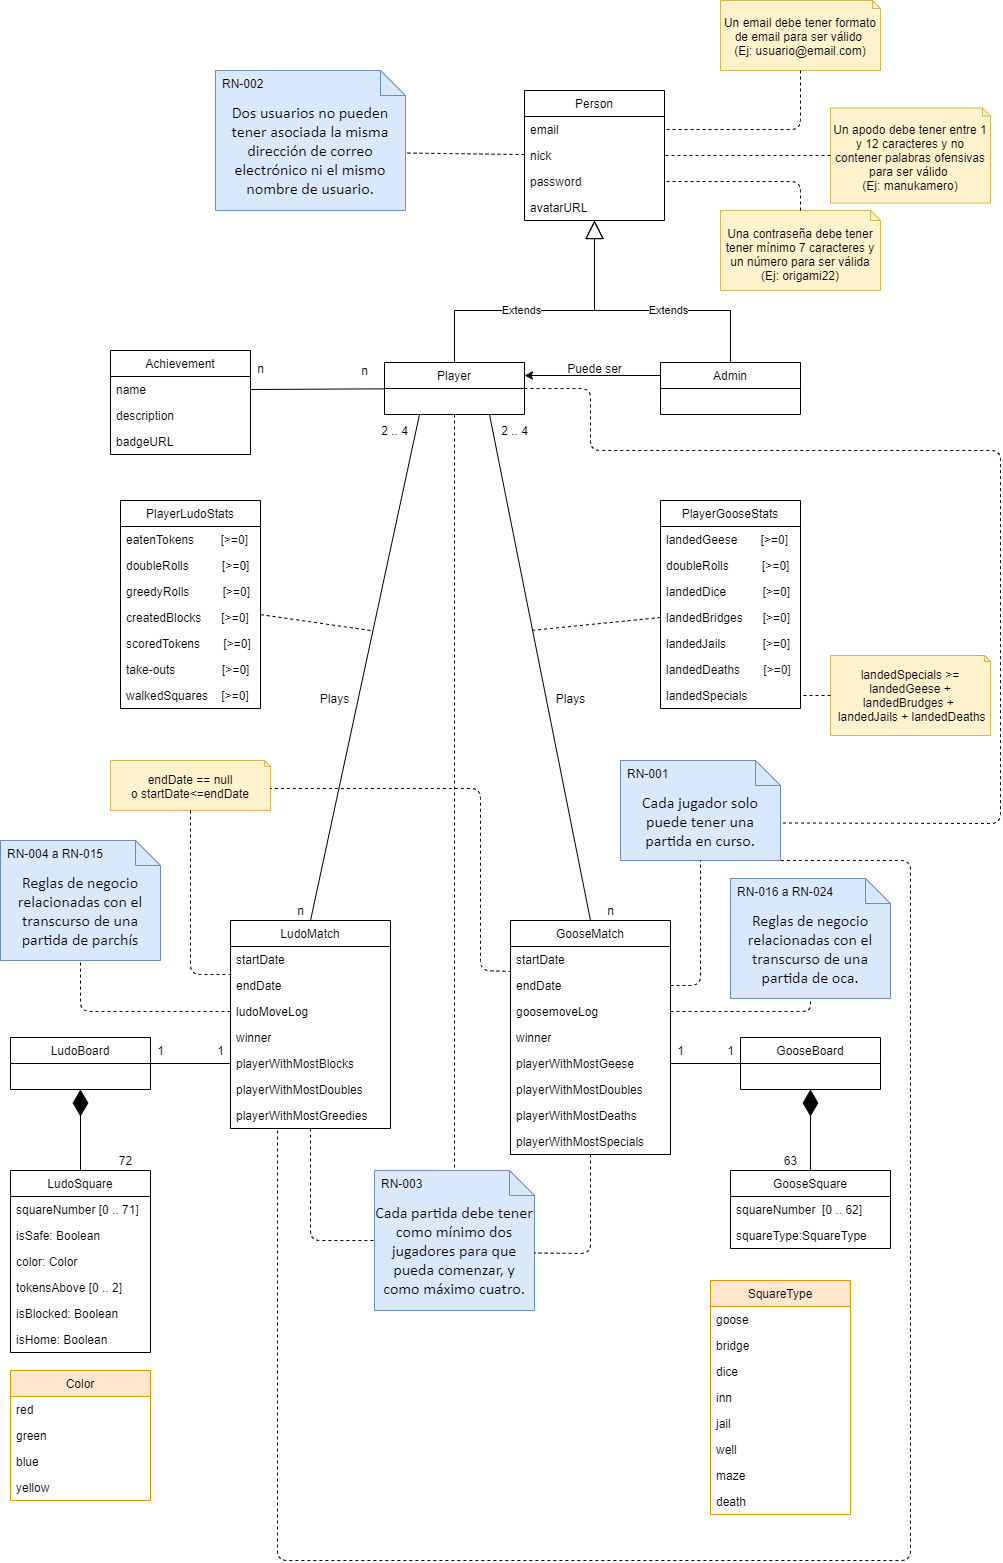 Un email debe tener formato
de email para ser válido
(Ej: usuario@email.com)
RN-002
Dos usuarios no pueden
tener asociada la misma
dirección de correo
electrónico ni el mismo
nombre de usuario.
Person
email
nick
password
avatarURL
Un apodo debe tener entre 1
y 12 caracteres y no
contener palabras ofensivas
para ser válido
(Ej: manukamero)
Una contraseña debe tener
tener mínimo 7 caracteres y
un número para ser válida
(Ej: origami22)
Extends
Extends
Achievement
name
description
badgeURL
n
n
Player
Puede ser
Admin
2 .. 4
2 .. 4
PlayerLudoStats
eatenTokens [>=0]
doubleRolls [>=0]
greedyRolls [>=0]
createdBlocks [>=0]
scoredTokens [>=0]
take-outs [>=0]
walkedSquares [>=0]
PlayerGooseStats
landedGeese [>=0]
doubleRolls [>=0]
landedDice [>=0]
landedBridges [>=0]
landedJails [>=0]
landedDeaths [>=0]
landedSpecials
landedSpecials >=
landedGeese +
landedBrudges +
landedJails + landedDeaths
Plays
Plays
endDate == null
o startDate<=endDate
RN-001
Cada jugador solo
puede tener una
partida en curso.
RN-004 a RN-015
Reglas de negocio
relacionadas con el
transcurso de una
partida de parchís
RN-016 a RN-024
Reglas de negocio
relacionadas con el
transcurso de una
partida de oca.
n
n
LudoMatch
startDate
endDate
ludoMoveLog
winner
playerWithMostBlocks
playerWithMostDoubles
playerWithMostGreedies
GooseMatch
startDate
endDate
goosemoveLog
winner
playerWithMostGeese
playerWithMostDoubles
playerWithMostDeaths
playerWithMostSpecials
LudoBoard
1
1
1
1
GooseBoard
72
63
LudoSquare
squareNumber [0 .. 71]
isSafe: Boolean
color: Color
tokensAbove [0 .. 2]
isBlocked: Boolean
isHome: Boolean
RN-003
Cada partida debe tener
como mínimo dos
jugadores para que
pueda comenzar, y
como máximo cuatro.
GooseSquare
squareNumber [0 .. 62]
squareType:SquareType
Color
red
green
blue
yellow
SquareType
goose
bridge
dice
inn
jail
well
maze
death